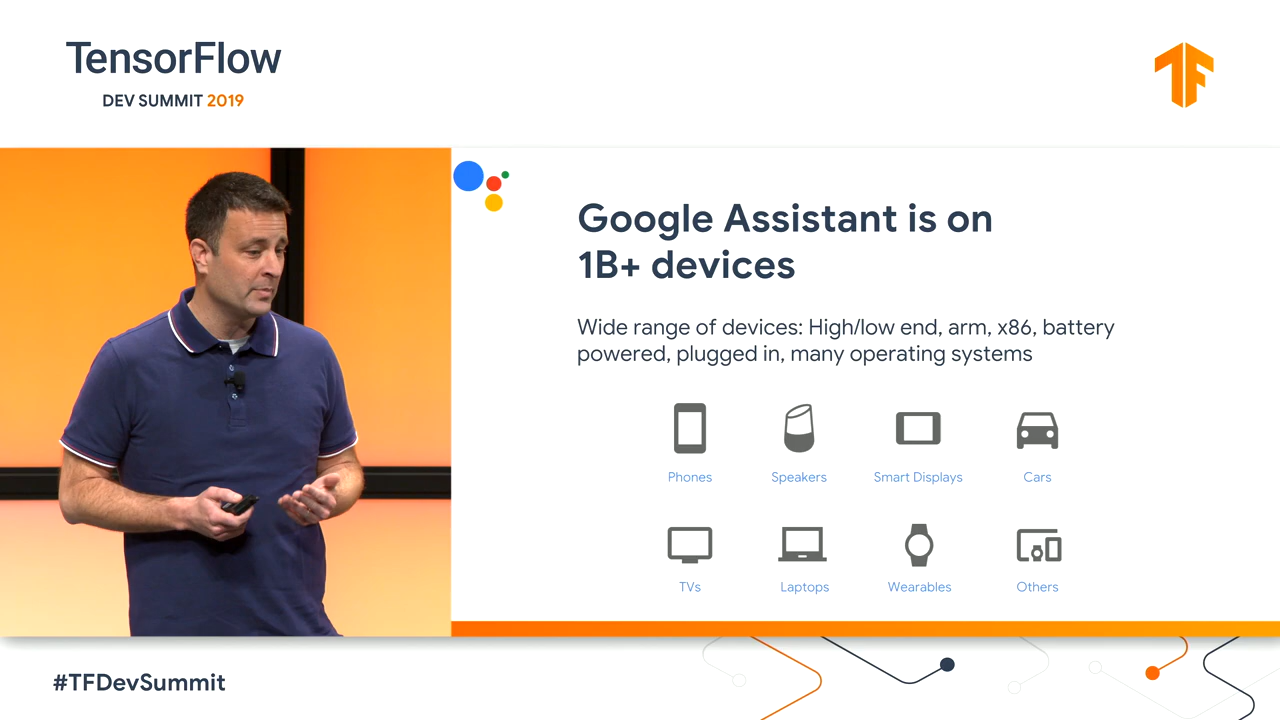 TensorFlow
DEV SUMMIT 2019
Google Assistant is on
1B+ devices
Wide range of devices: High/low end, arm, x86, battery
powered, plugged in, many operating systems
Phones
Speakers
Smart Displays
Cars
TVs
Laptops
Wearables
Others
#TFDevSummit